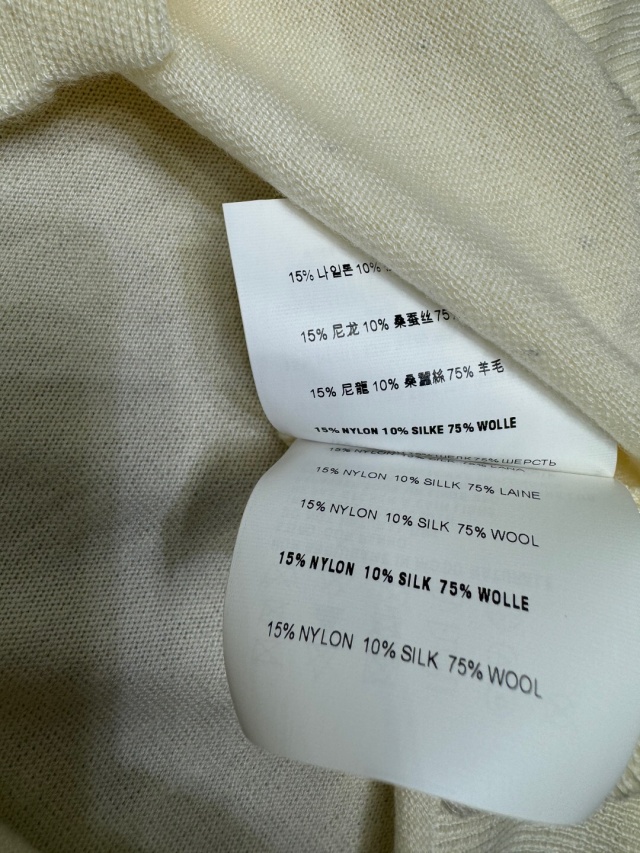 15% 나일론 10%
15% 尼龙 10% 桑蚕丝 75
15% 尼龍 10% 桑蠶絲 75% 羊毛
15% NYLON 10% SILKE 75% WOLLE
75% ШЕРСТЬ
15% NYLON 10% SILLK 75% LAINE
15% NYLON 10% SILK 75% WOOL
15% NYLON 10% SILK 75% WOLLE
15% NYLON 10% SILK 75% WOOL